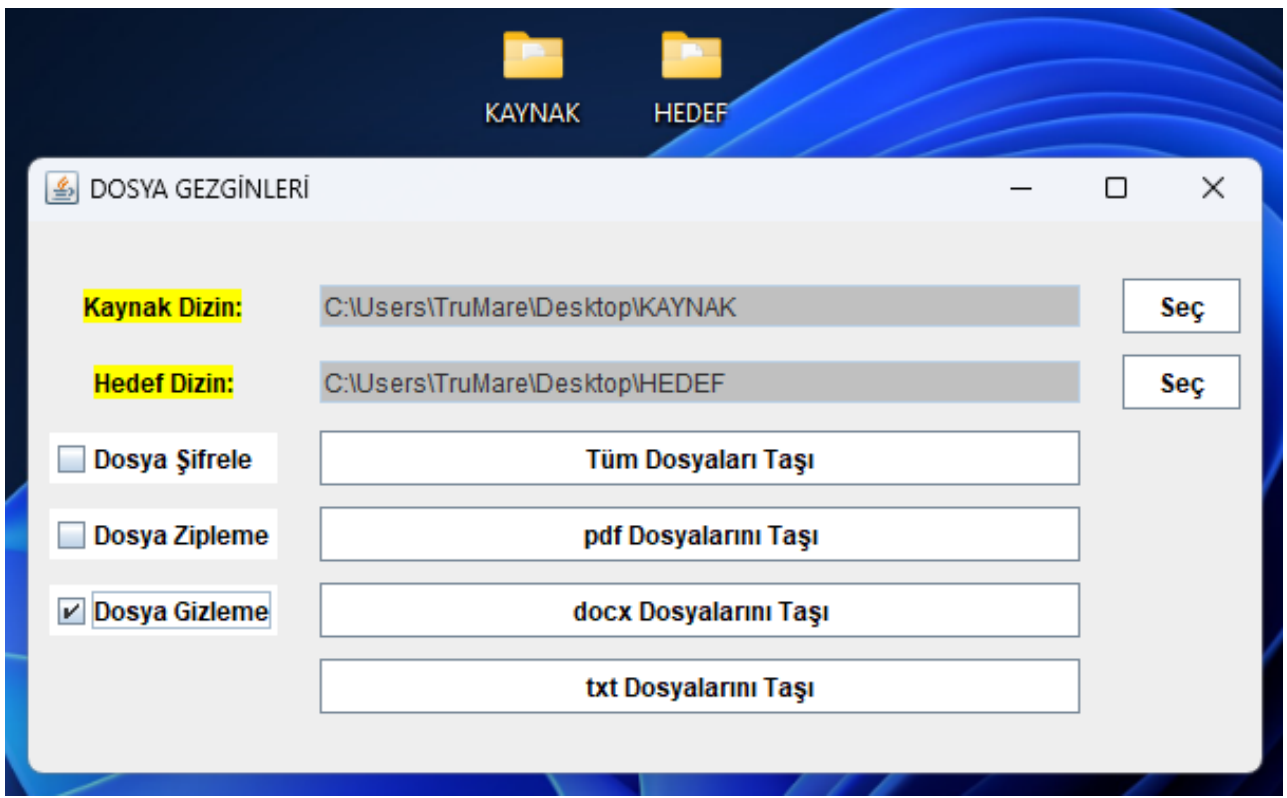 KAYNAK HEDEF
DOSYA GEZGİNLERİ
Kaynak Dizin: C:\Users\TruMare\Desktop\KAYNAK Seç
Hedef Dizin: C:\Users\TruMare\Desktop\HEDEF Seç
Dosya Şifrele Tüm Dosyaları Taşı
Dosya Zipleme pdf Dosyalarını Taşı
Dosya Gizleme docx Dosyalarını Taşı
txt Dosyalarını Taşı